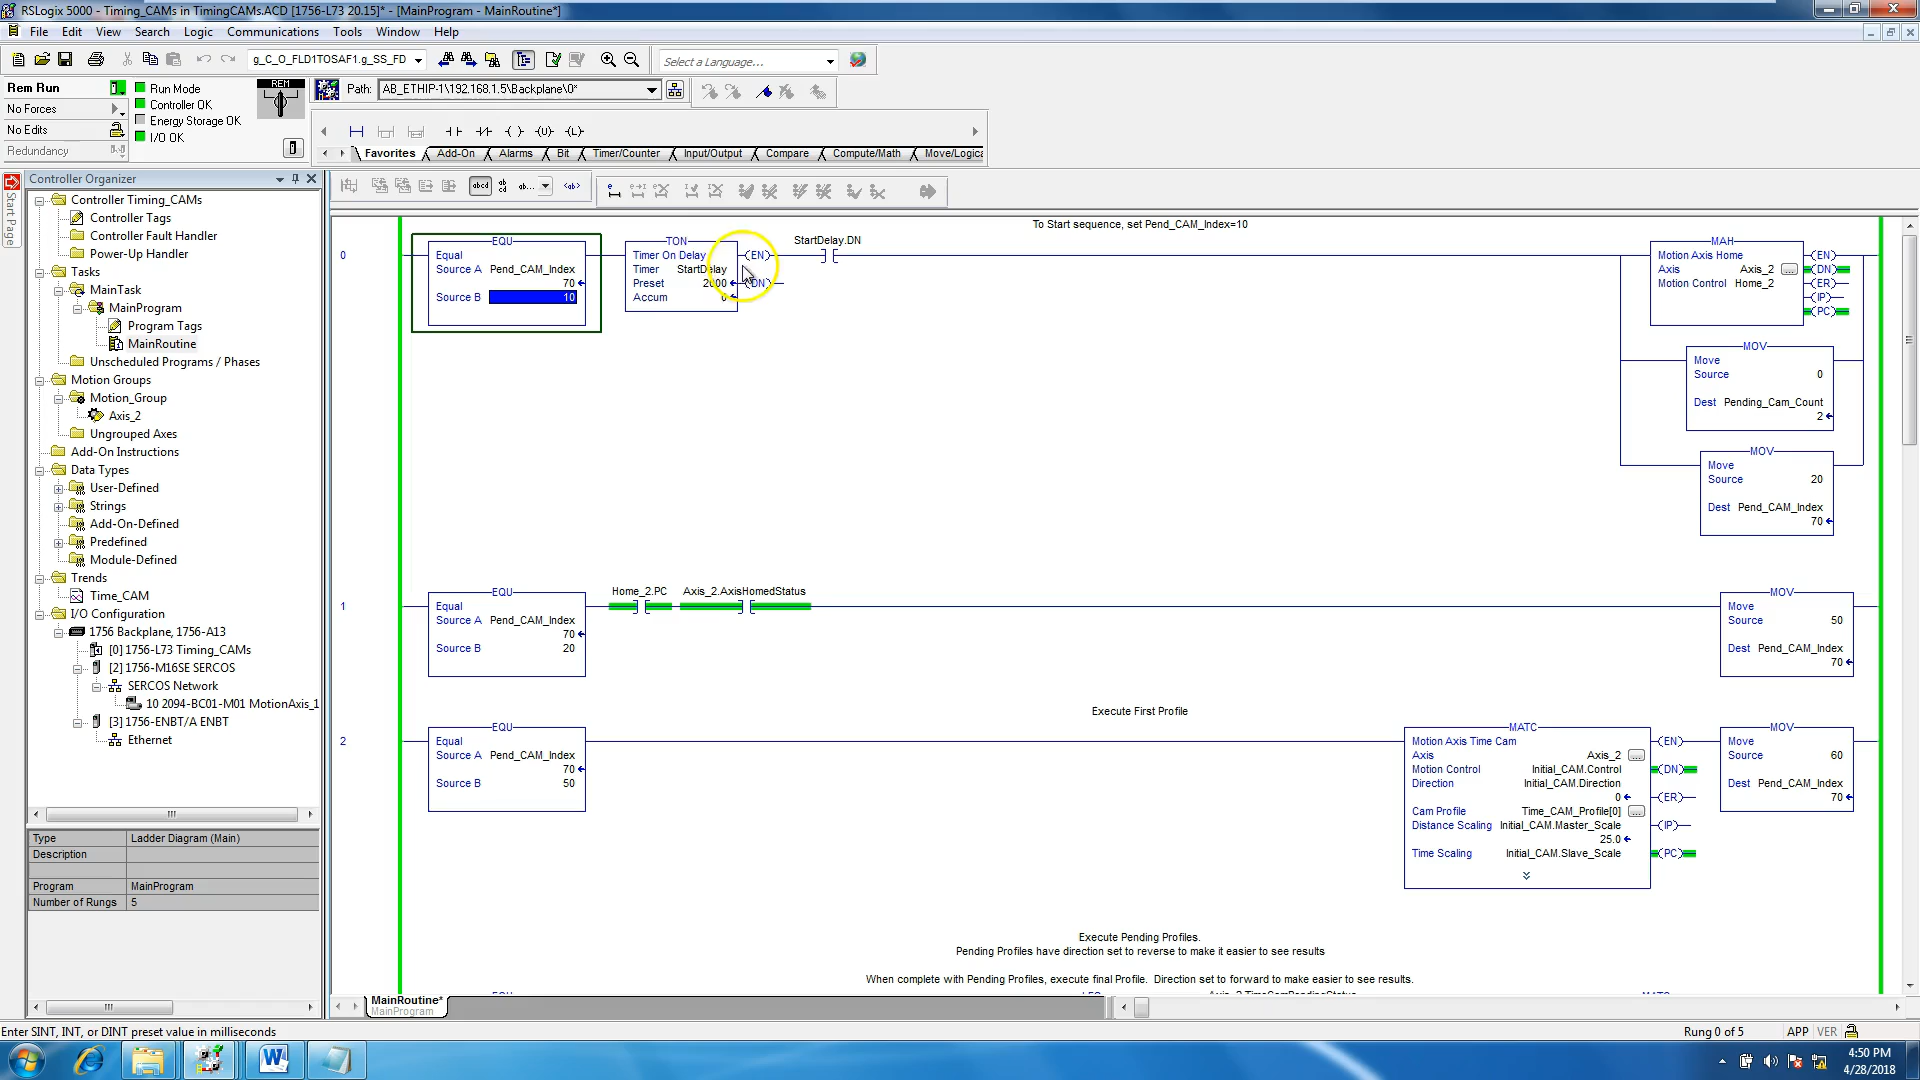 RSLogix 5000 - Timing_CAMs in TimingCAMs.ACD [1756-L73 20.15]* - [MainProgram - MainRoutine*]
File Edit View Search Logic Communications Tools Window Help
g_C_O_FLD1TOSAF1.g_SS_FD
Select a Language...
Rem Run
No Forces
No Edits
Redundancy
Run Mode
Controller OK
Energy Storage OK
I/O OK
REM
Path: AB_ETHIP-1\192.168.1.5\Backplane\0*
Favorites Add-On Alarms Bit Timer/Counter Input/Output Compare Compute/Math Move/Logica
Start Page
Controller Organizer
Controller Timing_CAMs
Controller Tags
Controller Fault Handler
Power-Up Handler
Tasks
MainTask
MainProgram
Program Tags
MainRoutine
Unscheduled Programs / Phases
Motion Groups
Motion_Group
Axis_2
Ungrouped Axes
Add-On Instructions
Data Types
User-Defined
Strings
Add-On-Defined
Predefined
Module-Defined
Trends
Time_CAM
I/O Configuration
1756 Backplane, 1756-A13
[0] 1756-L73 Timing_CAMs
[2] 1756-M16SE SERCOS
SERCOS Network
10 2094-BC01-M01 MotionAxis_1
[3] 1756-ENBT/A ENBT
Ethernet
Type Ladder Diagram (Main)
Description
Program MainProgram
Number of Rungs 5
To Start sequence, set Pend_CAM_Index=10
0
EQU
Equal
Source A Pend_CAM_Index
70
Source B 10
TON
Timer On Delay
Timer StartDelay
Preset 2000
Accum 0
EN
DN
StartDelay.DN
MAH
Motion Axis Home
Axis Axis_2
Motion Control Home_2
EN
DN
ER
IP
PC
MOV
Move
Source 0
Dest Pending_Cam_Count
2
MOV
Move
Source 20
Dest Pend_CAM_Index
70
1
EQU
Equal
Source A Pend_CAM_Index
70
Source B 20
Home_2.PC
Axis_2.AxisHomedStatus
MOV
Move
Source 50
Dest Pend_CAM_Index
70
Execute First Profile
2
EQU
Equal
Source A Pend_CAM_Index
70
Source B 50
MATC
Motion Axis Time Cam
Axis Axis_2
Motion Control Initial_CAM.Control
Direction Initial_CAM.Direction
0
Cam Profile Time_CAM_Profile[0]
Distance Scaling Initial_CAM.Master_Scale
25.0
Time Scaling Initial_CAM.Slave_Scale
EN
DN
ER
IP
PC
MOV
Move
Source 60
Dest Pend_CAM_Index
70
Execute Pending Profiles.
Pending Profiles have direction set to reverse to make it easier to see results
When complete with Pending Profiles, execute final Profile. Direction set to forward to make easier to see results.
Axis_2.TimeCamPendingStatus
MainRoutine*
MainProgram
Enter SINT, INT, or DINT preset value in milliseconds
Rung 0 of 5 APP VER
4:50 PM
4/28/2018